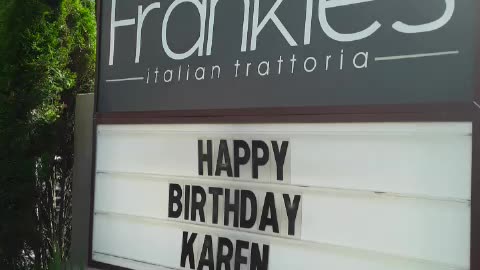 Frankies
italian trattoria
HAPPY
BIRTHDAY
KAREN